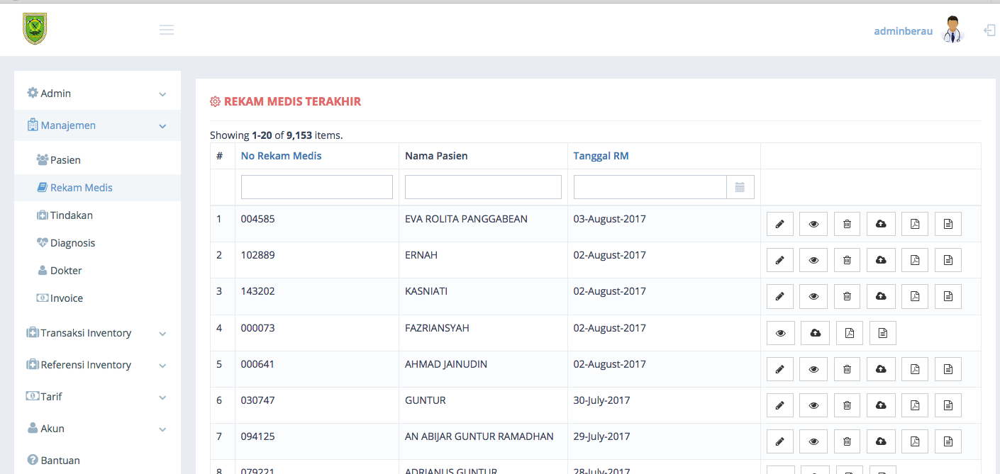 adminberau
Admin
Manajemen
Pasien
Rekam Medis
Tindakan
Diagnosis
Dokter
Invoice
Transaksi Inventory
Referensi Inventory
Tarif
Akun
Bantuan
REKAM MEDIS TERAKHIR
Showing 1-20 of 9,153 items.
# No Rekam Medis Nama Pasien Tanggal RM
1 004585 EVA ROLITA PANGGABEAN 03-August-2017
2 102889 ERNAH 02-August-2017
3 143202 KASNIATI 02-August-2017
4 000073 FAZRIANSYAH 02-August-2017
5 000641 AHMAD JAINUDIN 02-August-2017
6 030747 GUNTUR 30-July-2017
7 094125 AN ABIJAR GUNTUR RAMADHAN 29-July-2017
8 079221 ADRIANUS GUNTUR 28-July-2017